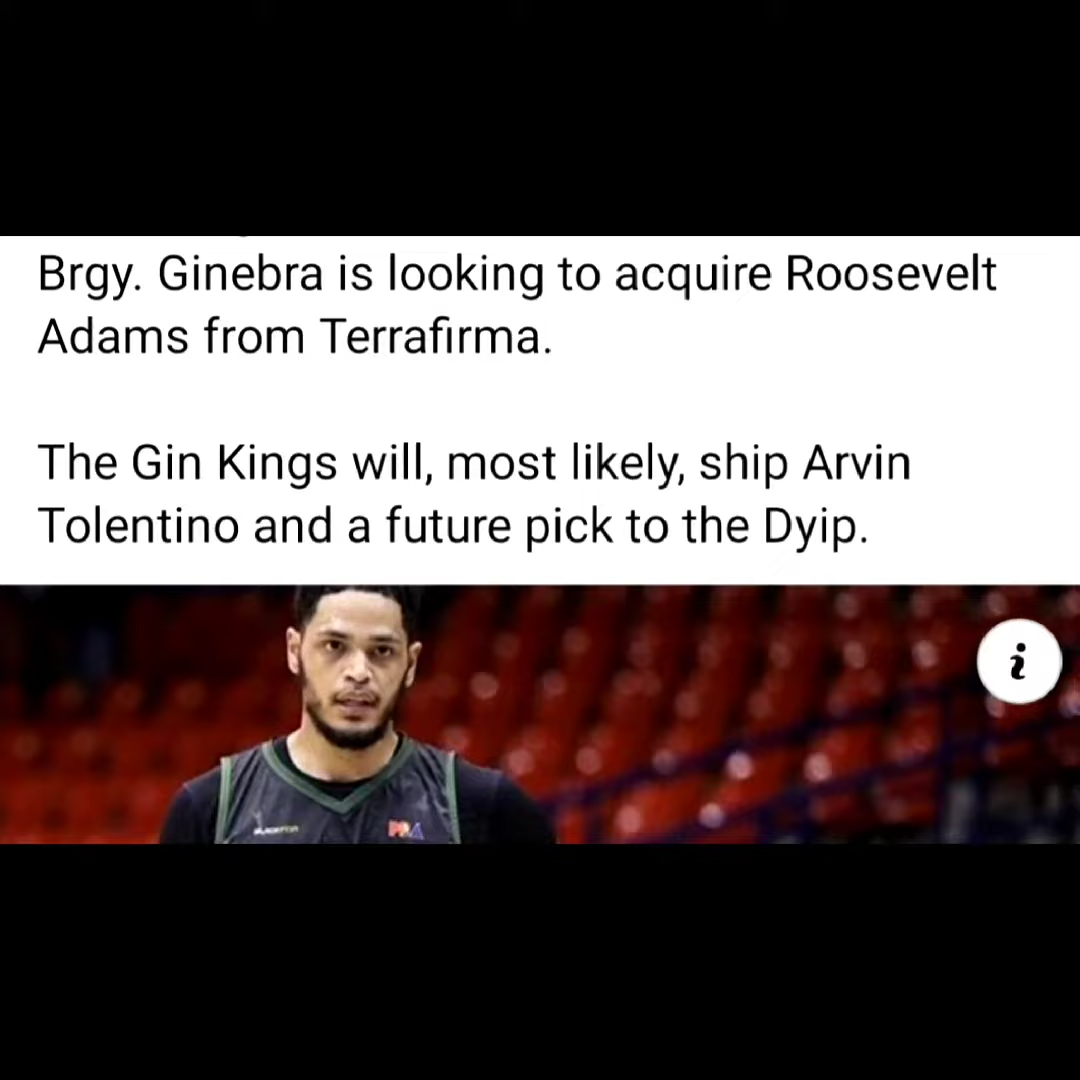 Brgy. Ginebra is looking to acquire Roosevelt
Adams from Terrafirma.
The Gin Kings will, most likely, ship Arvin
Tolentino and a future pick to the Dyip.
i
PBA